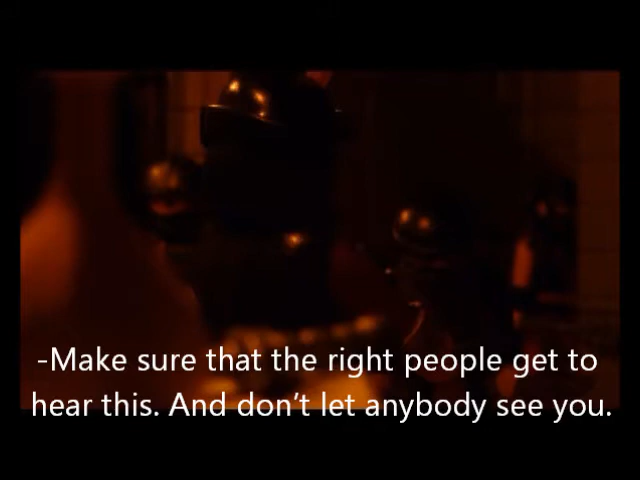 -Make sure that the right people get to
hear this. And don't let anybody see you.